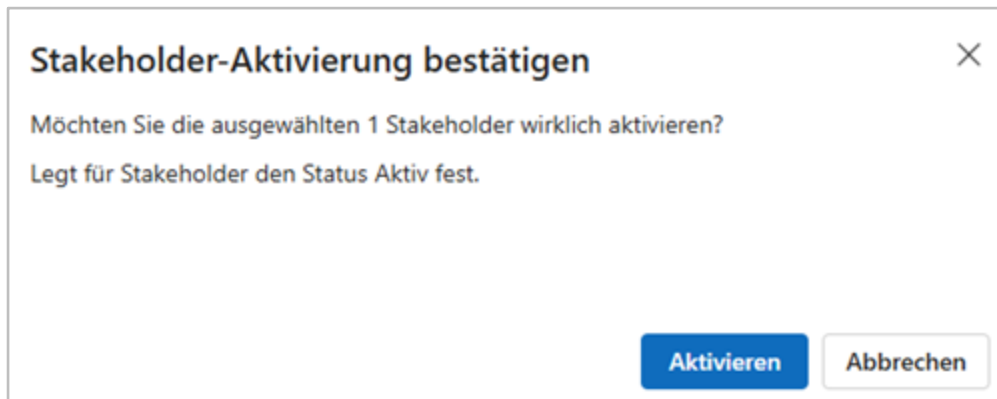 Stakeholder-Aktivierung bestätigen
Möchten Sie die ausgewählten 1 Stakeholder wirklich aktivieren?
Legt für Stakeholder den Status Aktiv fest.
Aktivieren
Abbrechen